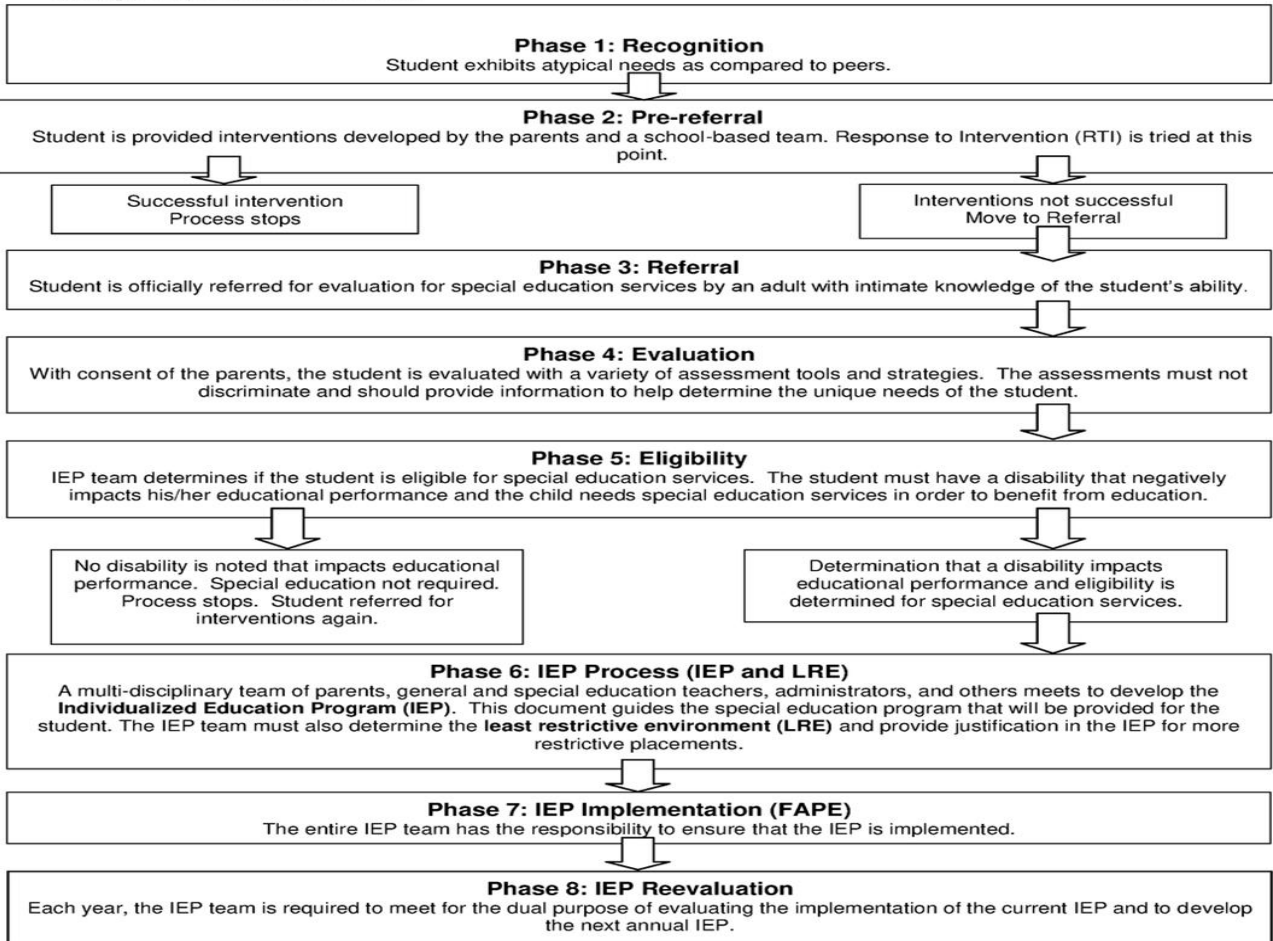 Phase 1: Recognition
Student exhibits atypical needs as compared to peers.
Phase 2: Pre-referral
Student is provided interventions developed by the parents and a school-based team. Response to Intervention (RTI) is tried at this
point.
Successful intervention
Process stops
Interventions not successful
Move to Referral
Phase 3: Referral
Student is officially referred for evaluation for special education services by an adult with intimate knowledge of the student's ability.
Phase 4: Evaluation
With consent of the parents, the student is evaluated with a variety of assessment tools and strategies.  The assessments must not
discriminate and should provide information to help determine the unique needs of the student.
Phase 5: Eligibility
IEP team determines if the student is eligible for special education services.  The student must have a disability that negatively
impacts his/her educational performance and the child needs special education services in order to benefit from education.
No disability is noted that impacts educational
performance.  Special education not required.
Process stops.  Student referred for
interventions again.
Determination that a disability impacts
educational performance and eligibility is
determined for special education services.
Phase 6: IEP Process (IEP and LRE)
A multi-disciplinary team of parents, general and special education teachers, administrators, and others meets to develop the
Individualized Education Program (IEP).  This document guides the special education program that will be provided for the
student. The IEP team must also determine the least restrictive environment (LRE) and provide justification in the IEP for more
restrictive placements.
Phase 7: IEP Implementation (FAPE)
The entire IEP team has the responsibility to ensure that the IEP is implemented.
Phase 8: IEP Reevaluation
Each year, the IEP team is required to meet for the dual purpose of evaluating the implementation of the current IEP and to develop
the next annual IEP.